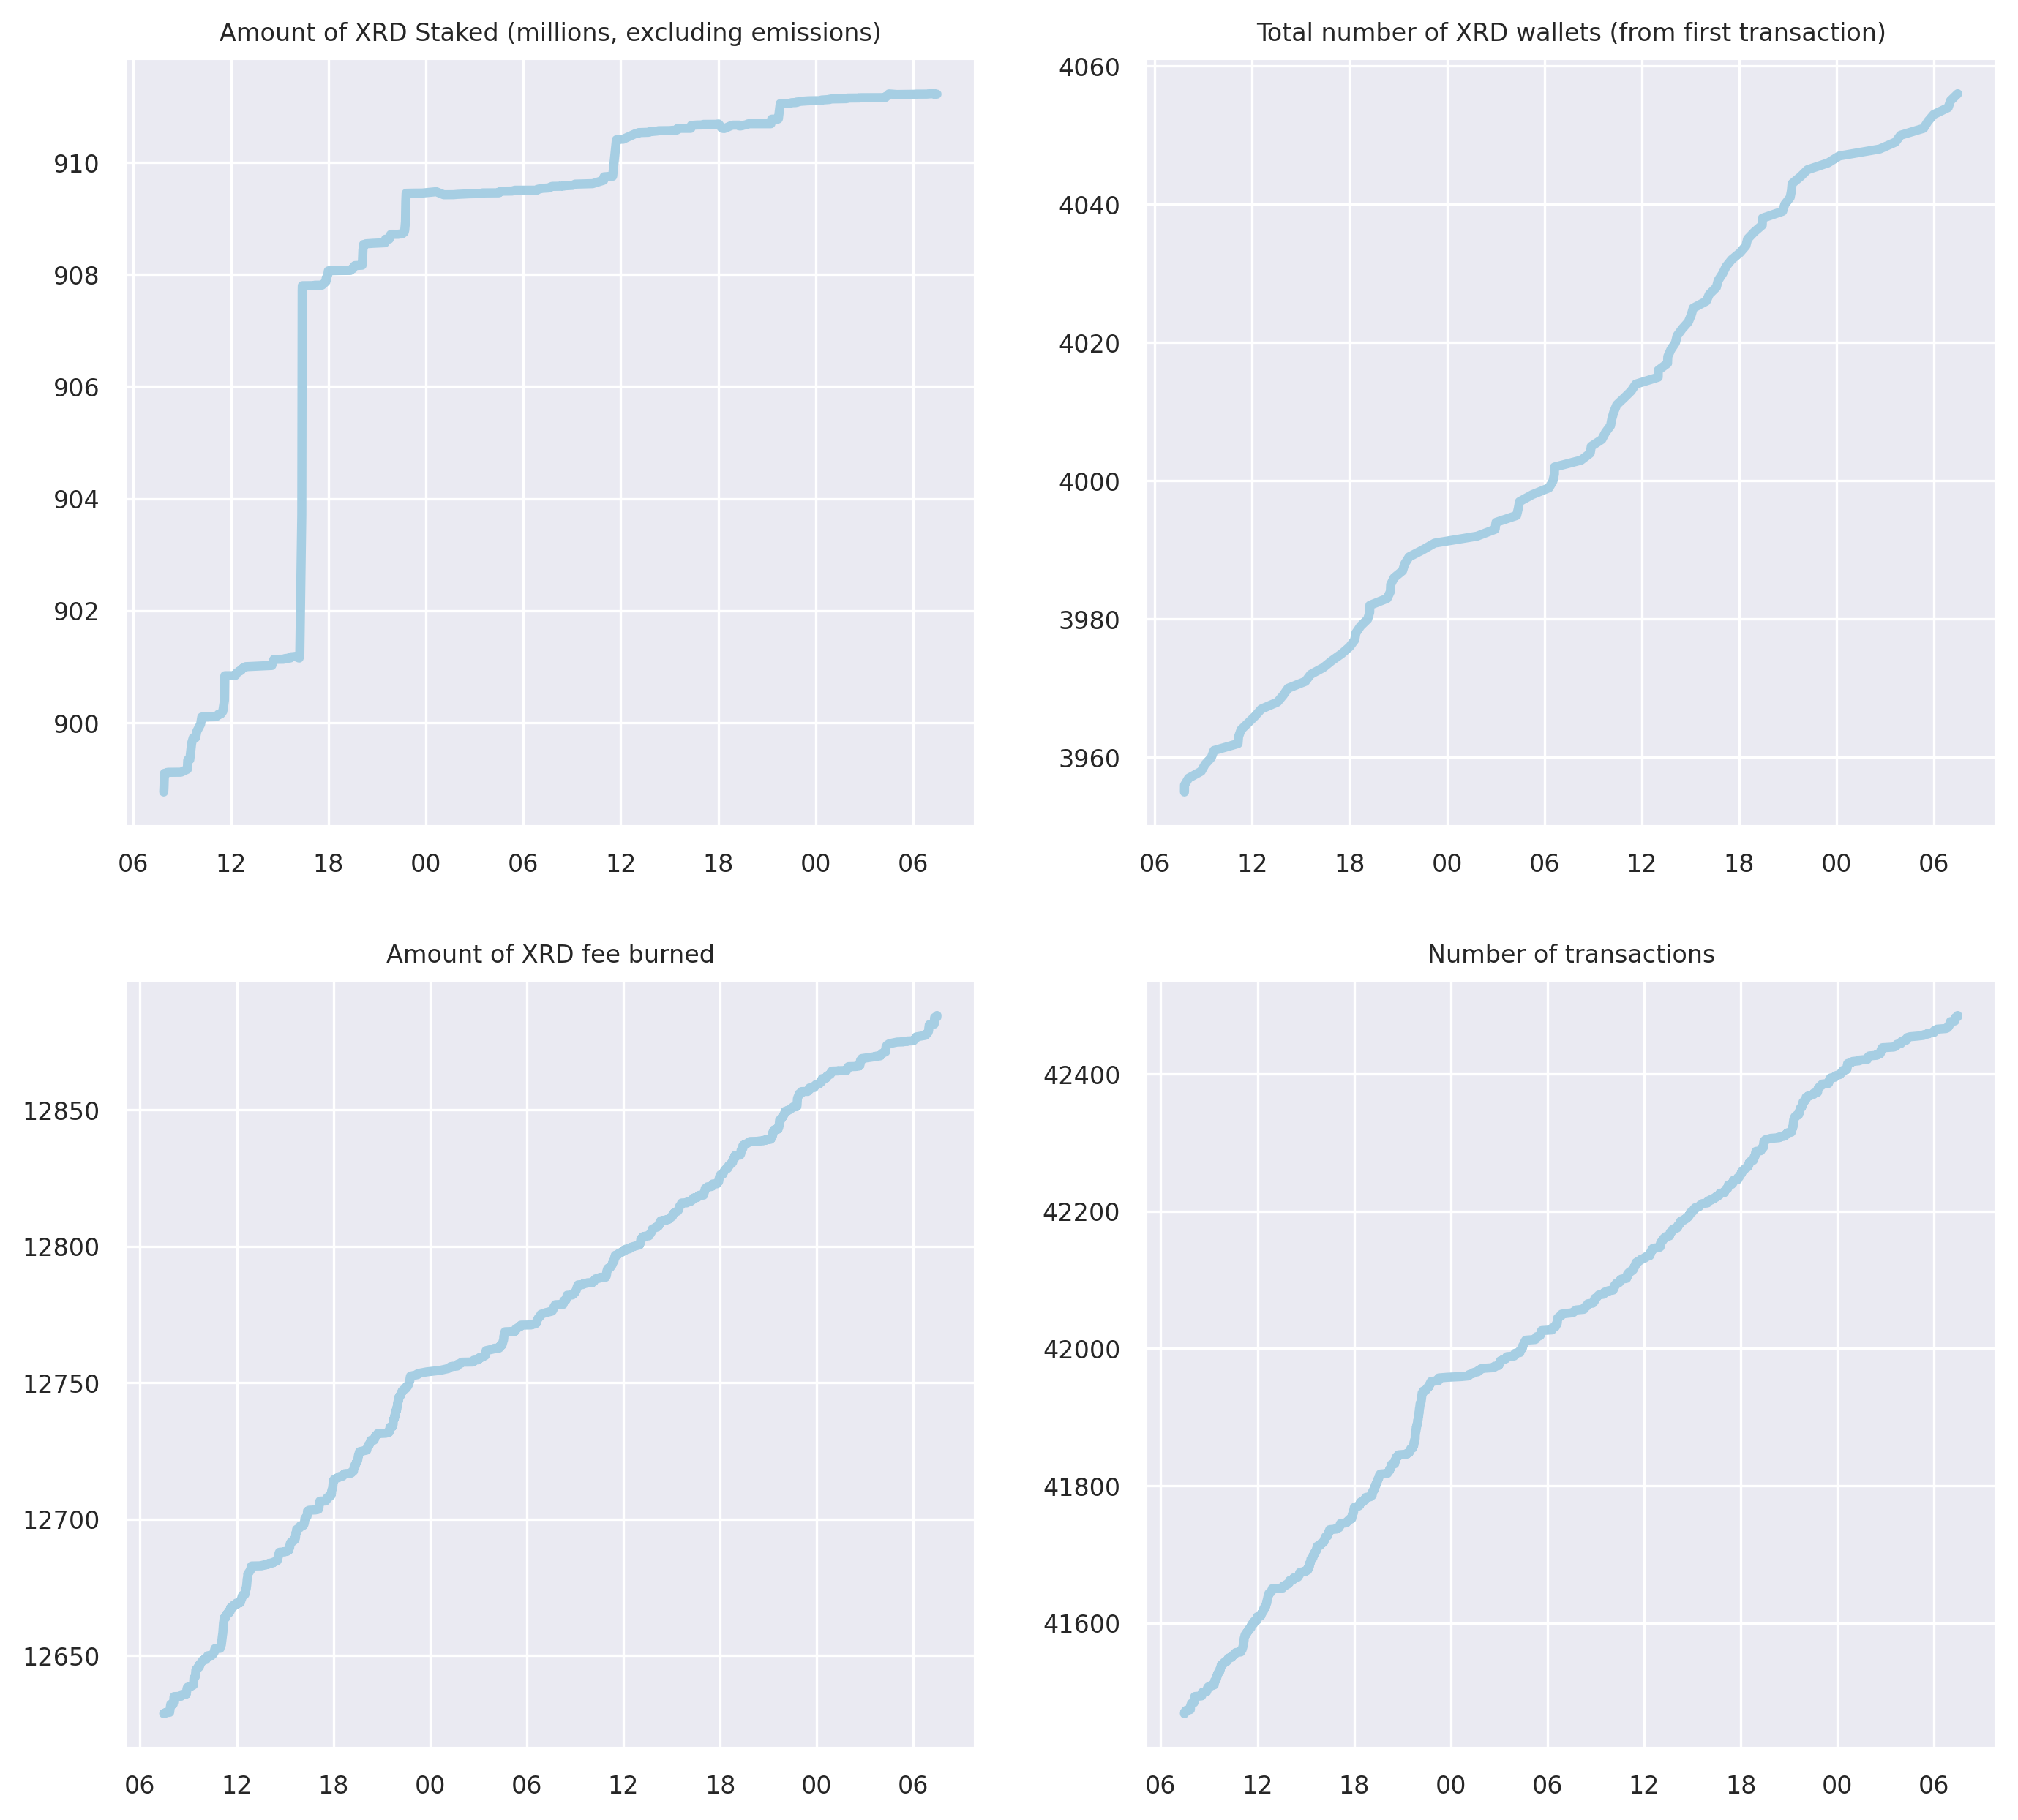 Amount of XRD Staked (millions, excluding emissions)
910
908
906
904
902
900
06 12 18 00 06 12 18 00 06
Total number of XRD wallets (from first transaction)
4060
4040
4020
4000
3980
3960
06 12 18 00 06 12 18 00 06
Amount of XRD fee burned
12850
12800
12750
12700
12650
06 12 18 00 06 12 18 00 06
Number of transactions
42400
42200
42000
41800
41600
06 12 18 00 06 12 18 00 06